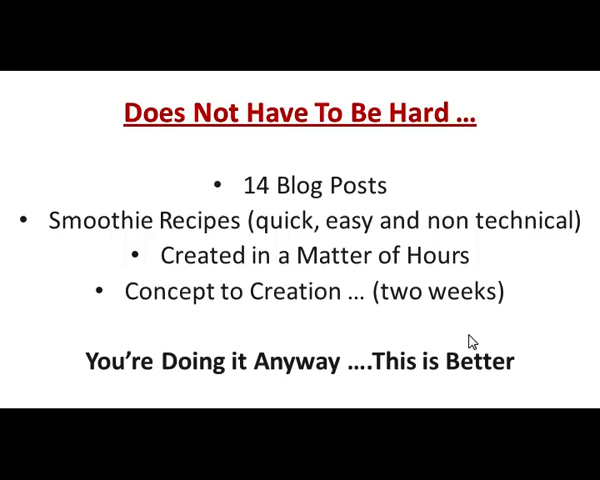 Does Not Have To Be Hard ...
• 14 Blog Posts
• Smoothie Recipes (quick, easy and non technical)
• Created in a Matter of Hours
• Concept to Creation ... (two weeks)
You're Doing it Anyway ....This is Better